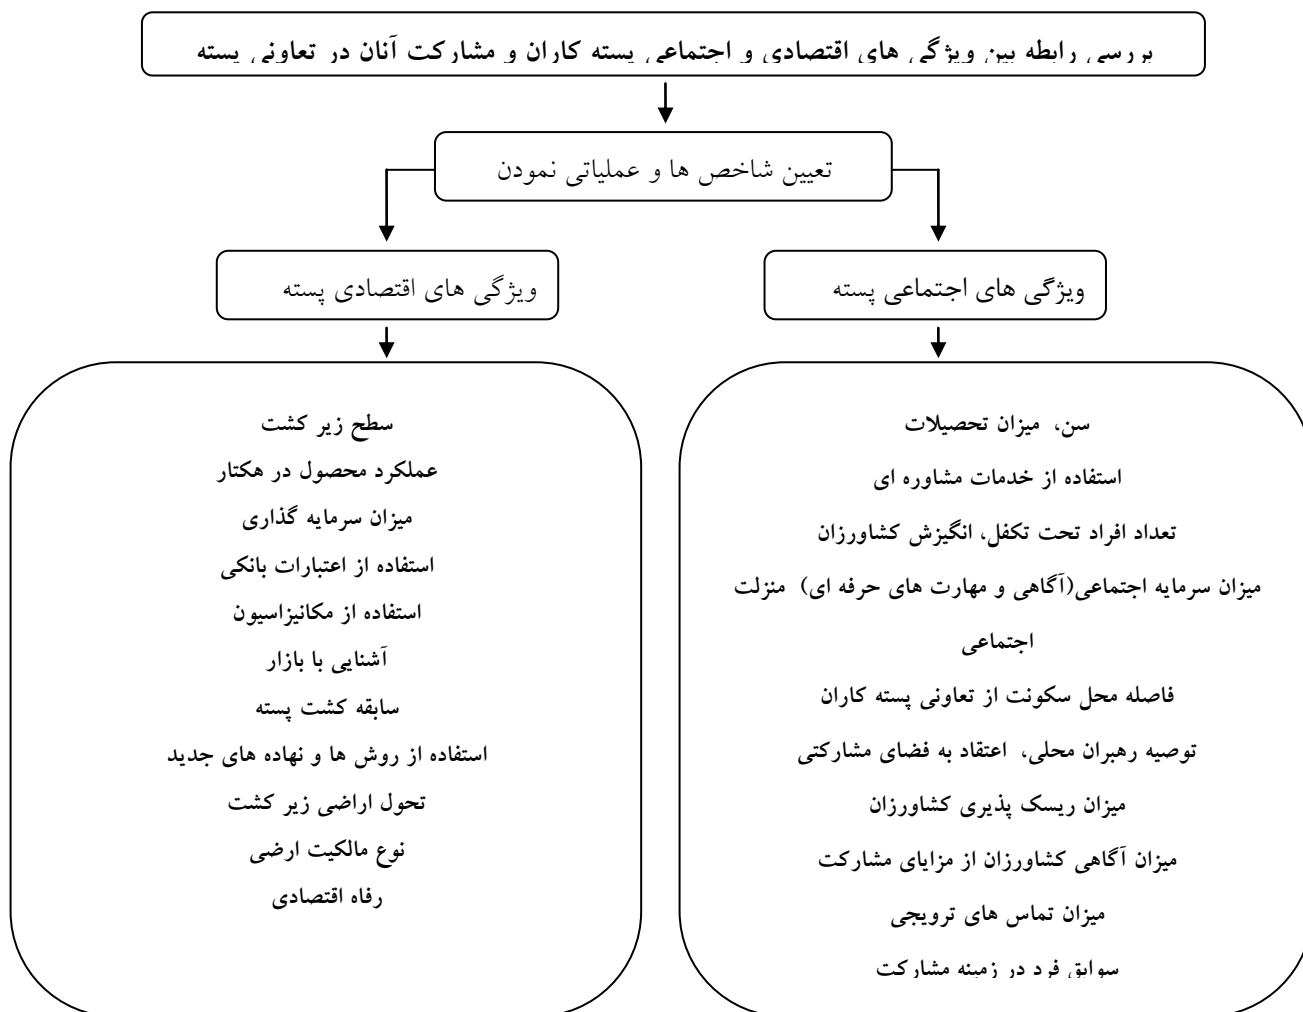 بررسی رابطه بین ویژگی های اقتصادی و اجتماعی پسته کاران و مشارکت آنان در تعاونی پسته
تعیین شاخص ها و عملیاتی نمودن
ویژگی های اجتماعی پسته
ویژگی های اقتصادی پسته
سن، میزان تحصیلات
استفاده از خدمات مشاوره ای
تعداد افراد تحت تکفل، انگیزش کشاورزان
میزان سرمایه اجتماعی(آگاهی و مهارت های حرفه ای) منزلت
اجتماعی
فاصله محل سکونت از تعاونی پسته کاران
توصیه رهبران محلی، اعتقاد به فضای مشارکتی
میزان ریسک پذیری کشاورزان
میزان آگاهی کشاورزان از مزایای مشارکت
میزان تماس های ترویجی
سوابق فرد در زمینه مشارکت
سطح زیر کشت
عملکرد محصول در هکتار
میزان سرمایه گذاری
استفاده از اعتبارات بانکی
استفاده از مکانیزاسیون
آشنایی با بازار
سابقه کشت پسته
استفاده از روش ها و نهاده های جدید
تحول اراضی زیر کشت
نوع مالکیت ارضی
رفاه اقتصادی